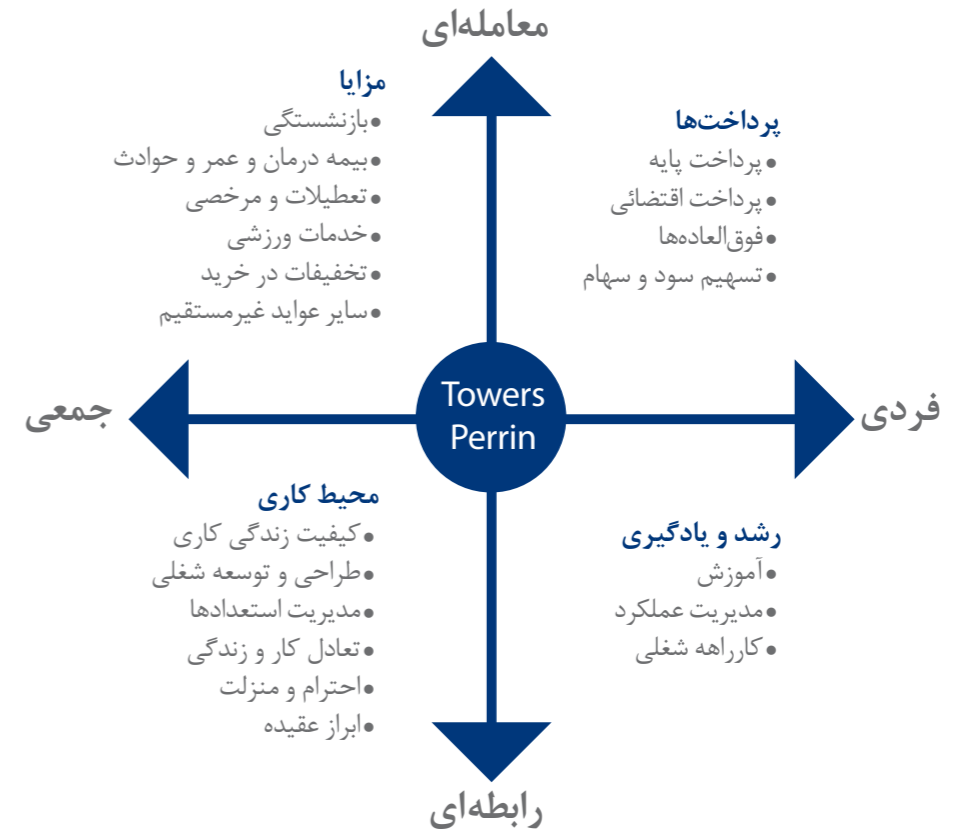 معامله‌ای
پرداخت‌ها
•پرداخت پایه
•پرداخت اقتضائی
•فوق‌العاده‌ها
•تسهیم سود و سهام
مزایا
•بازنشستگی
•بیمه درمان و عمر و حوادث
•تعطیلات و مرخصی
•خدمات ورزشی
•تخفیفات در خرید
•سایر عواید غیرمستقیم
فردی
Towers
Perrin
جمعی
رشد و یادگیری
•آموزش
•مدیریت عملکرد
•کارراهه شغلی
محیط کاری
•کیفیت زندگی کاری
•طراحی و توسعه شغلی
•مدیریت استعدادها
•تعادل کار و زندگی
•احترام و منزلت
•ابراز عقیده
رابطه‌ای